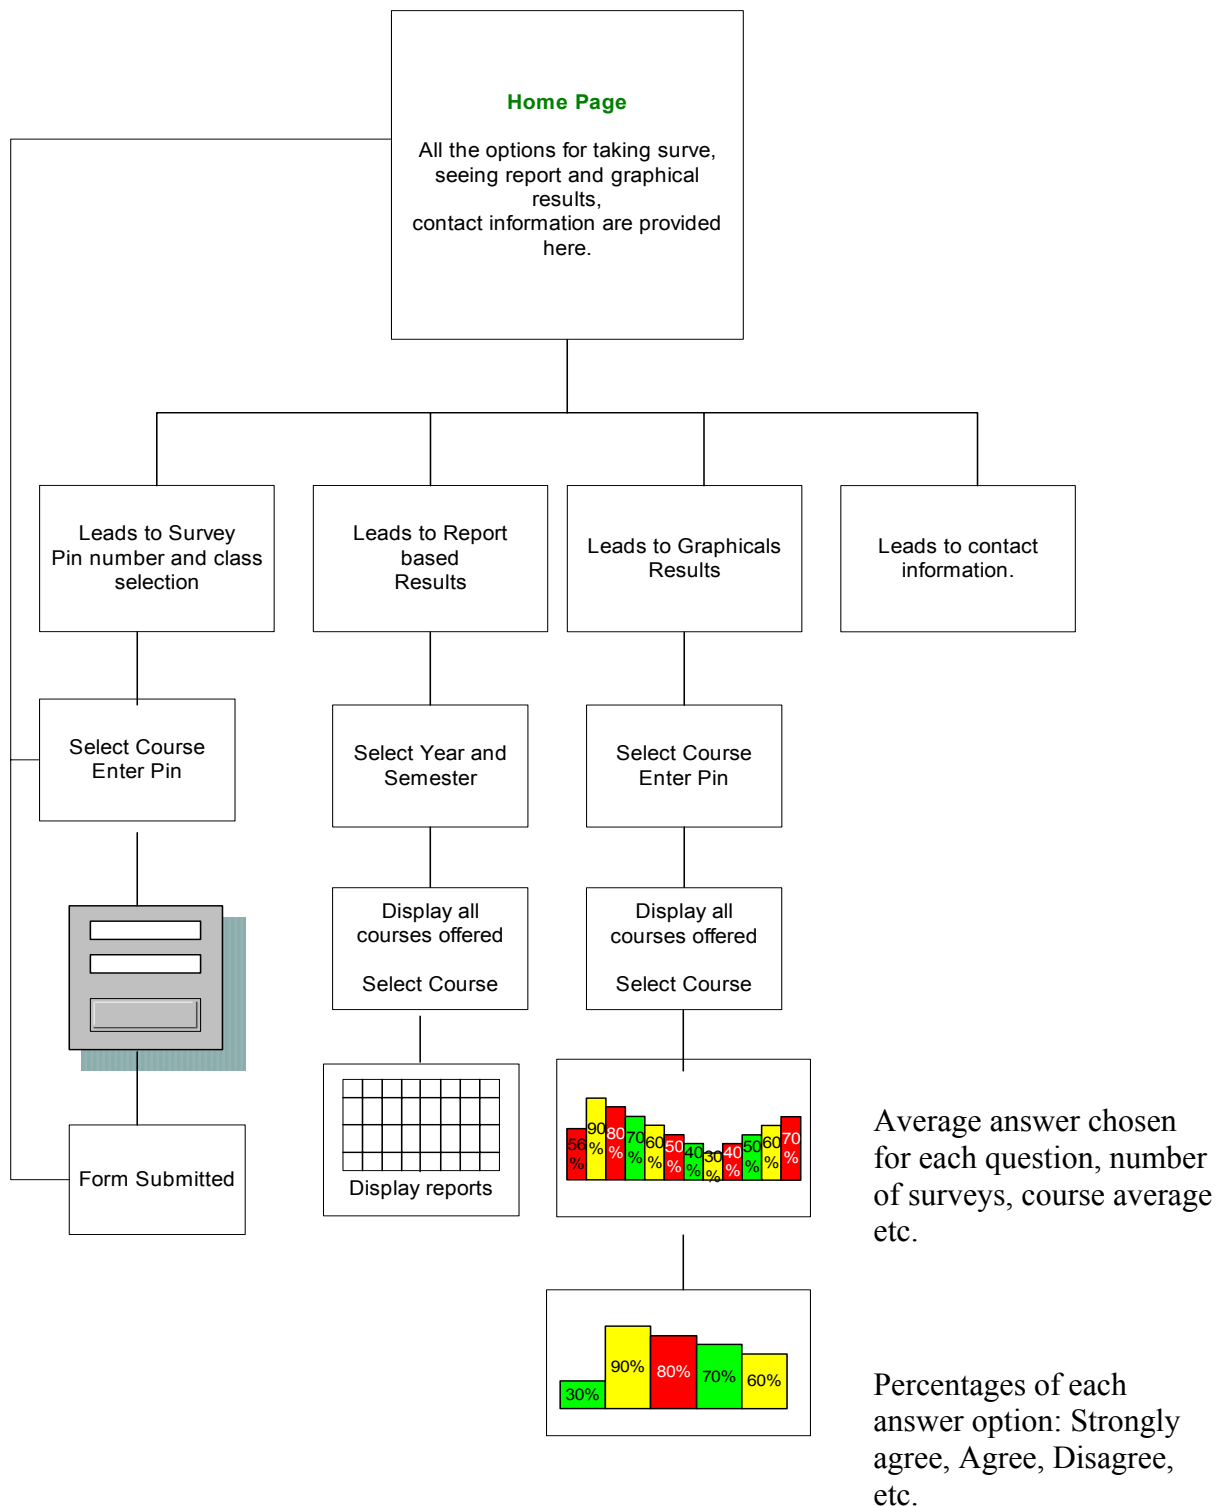 Home Page
All the options for taking surve,
seeing report and graphical
results,
contact information are provided
here.
Leads to Survey
Pin number and class
selection
Leads to Report
based
Results
Leads to Graphicals
Results
Leads to contact
information.
Select Course
Enter Pin
Select Year and
Semester
Select Course
Enter Pin
Display all
courses offered
Select Course
Display all
courses offered
Select Course
Form Submitted
Display reports
56
%
90
%
80
%
70
%
60
%
50
%
40
%
30
%
40
%
50
%
60
%
70
%
Average answer chosen
for each question, number
of surveys, course average
etc.
30%
90%
80%
70%
60%
Percentages of each
answer option: Strongly
agree, Agree, Disagree,
etc.